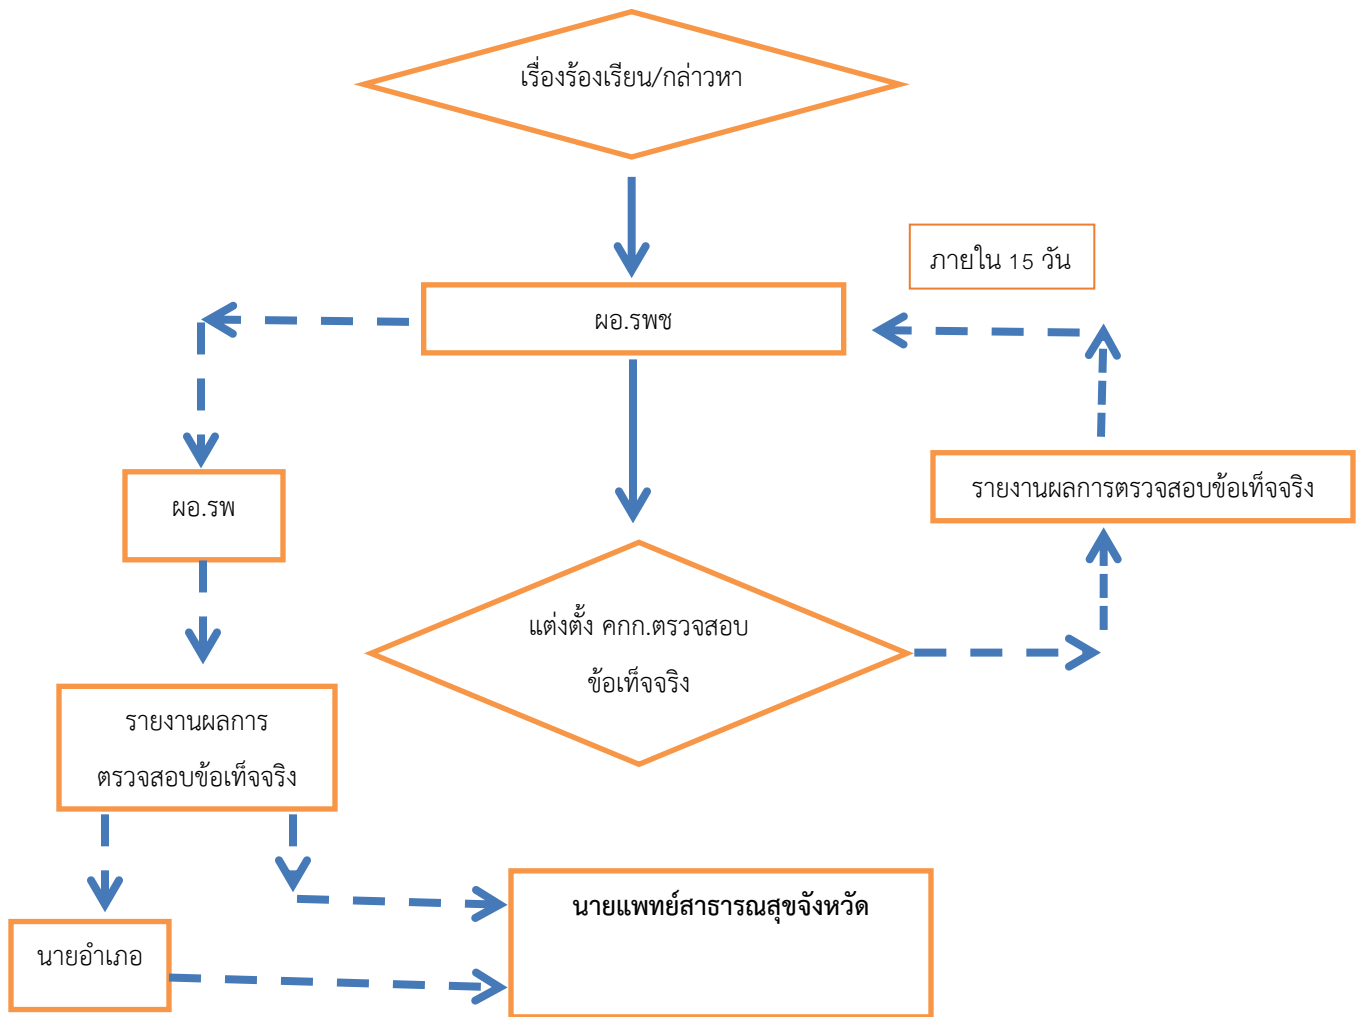 เรื่องร้องเรียน/กล่าวหา
ภายใน 15 วัน
ผอ.รพช
รายงานผลการตรวจสอบข้อเท็จจริง
ผอ.รพ
แต่งตั้ง คกก.ตรวจสอบ
ข้อเท็จจริง
รายงานผลการ
ตรวจสอบข้อเท็จจริง
นายแพทย์สาธารณสุขจังหวัด
นายอำเภอ